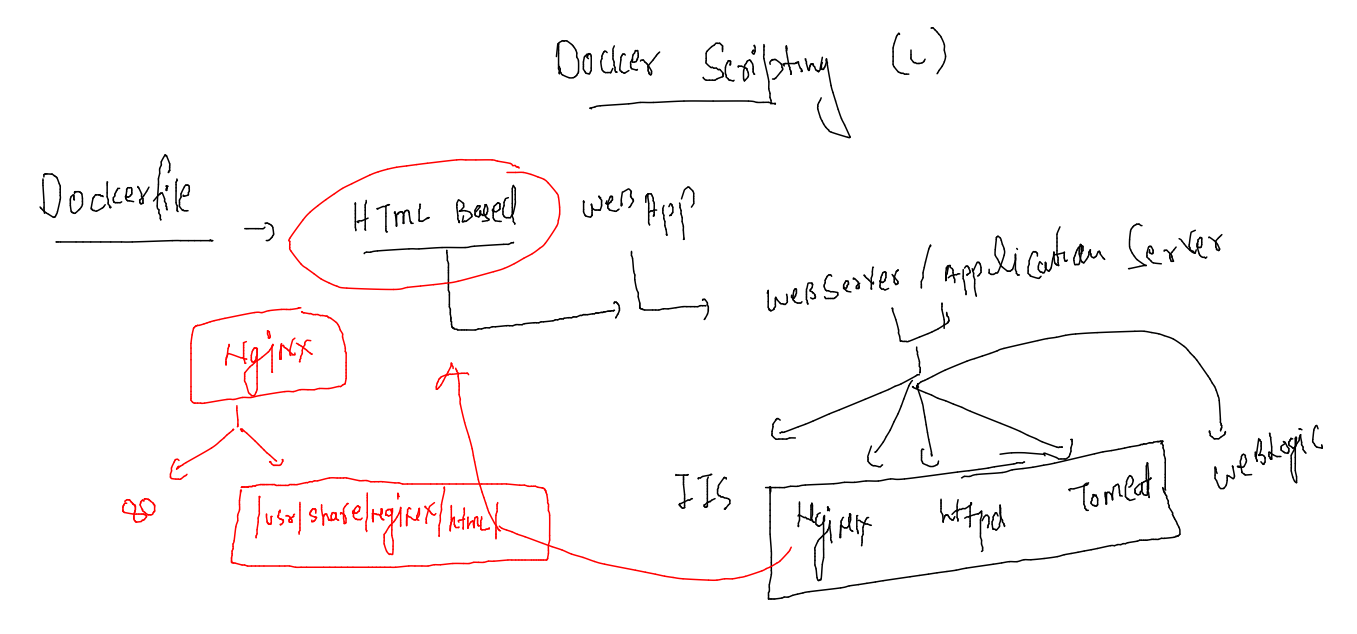 Docker Scripting (L)
Dockerfile → HTML Based Web App
WebServer / Application Server
Nginx
80 /usr/share/nginx/html/
IIS Nginx httpd Tomcat WebLogic